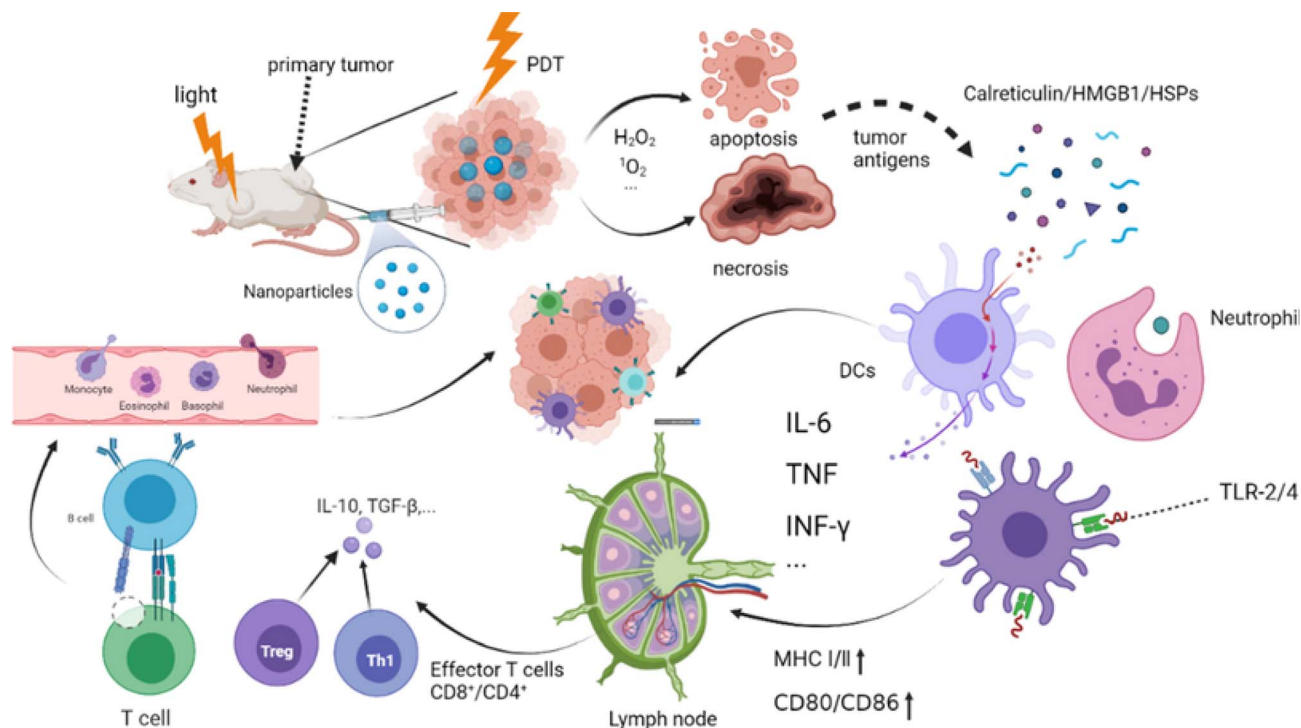 primary tumor
light
PDT
H₂O₂
¹O₂
...
apoptosis
necrosis
tumor
antigens
Calreticulin/HMGB1/HSPs
Nanoparticles
Monocyte
Eosinophil
Basophil
Neutrophil
DCs
Neutrophil
IL-6
TNF
INF-γ
...
TLR-2/4
B cell
T cell
IL-10, TGF-β,...
Treg
Th1
Effector T cells
CD8⁺/CD4⁺
Lymph node
MHC I/II
CD80/CD86